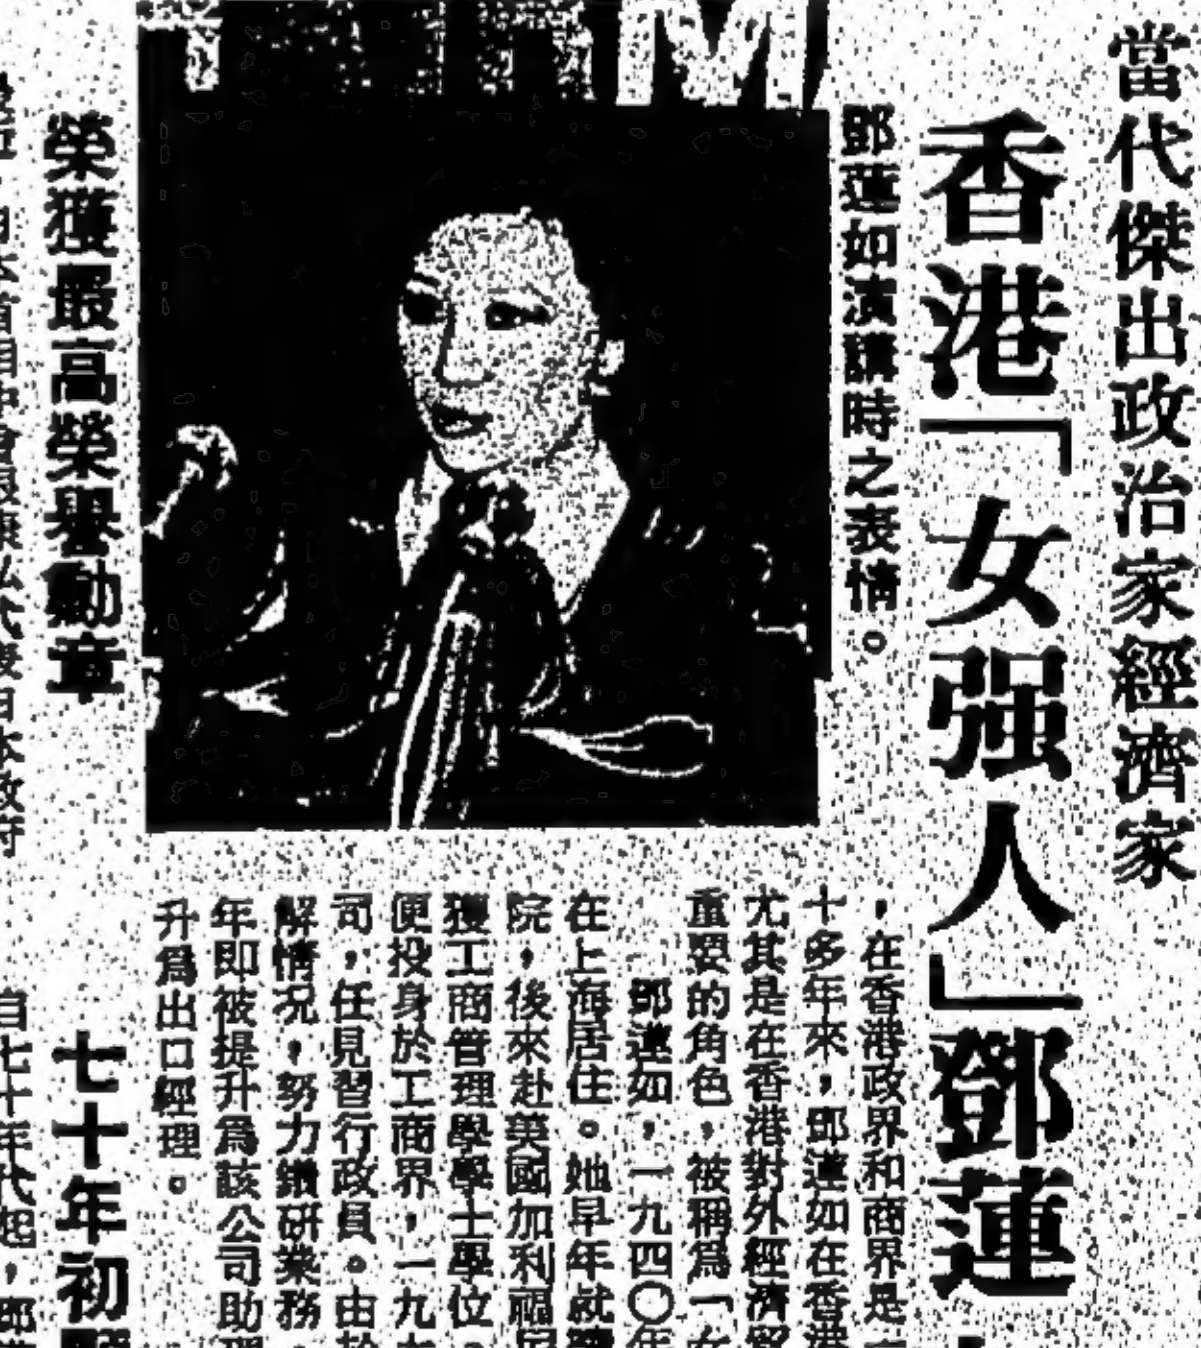 當代傑出政治家經濟家
香港「女强人」鄧蓮
鄧蓮如演講時之表情。
，在香港政界和商界是
十多年來，鄧蓮如在香港
尤其是在香港對外經濟貿
重要的角色，被稱爲「女
鄧蓮如，一九四〇年
在上海居住。她早年就讀
院，後來赴美國加利福尼
獲工商管理學學士學位。
便投身於工商界，一九六
司，任見習行政員。由於
解情况，努力鑽研業務
年即被提升爲該公司助理
升爲出口經理。
榮獲最高榮譽勳章
七十年初
自七十年代起，鄧